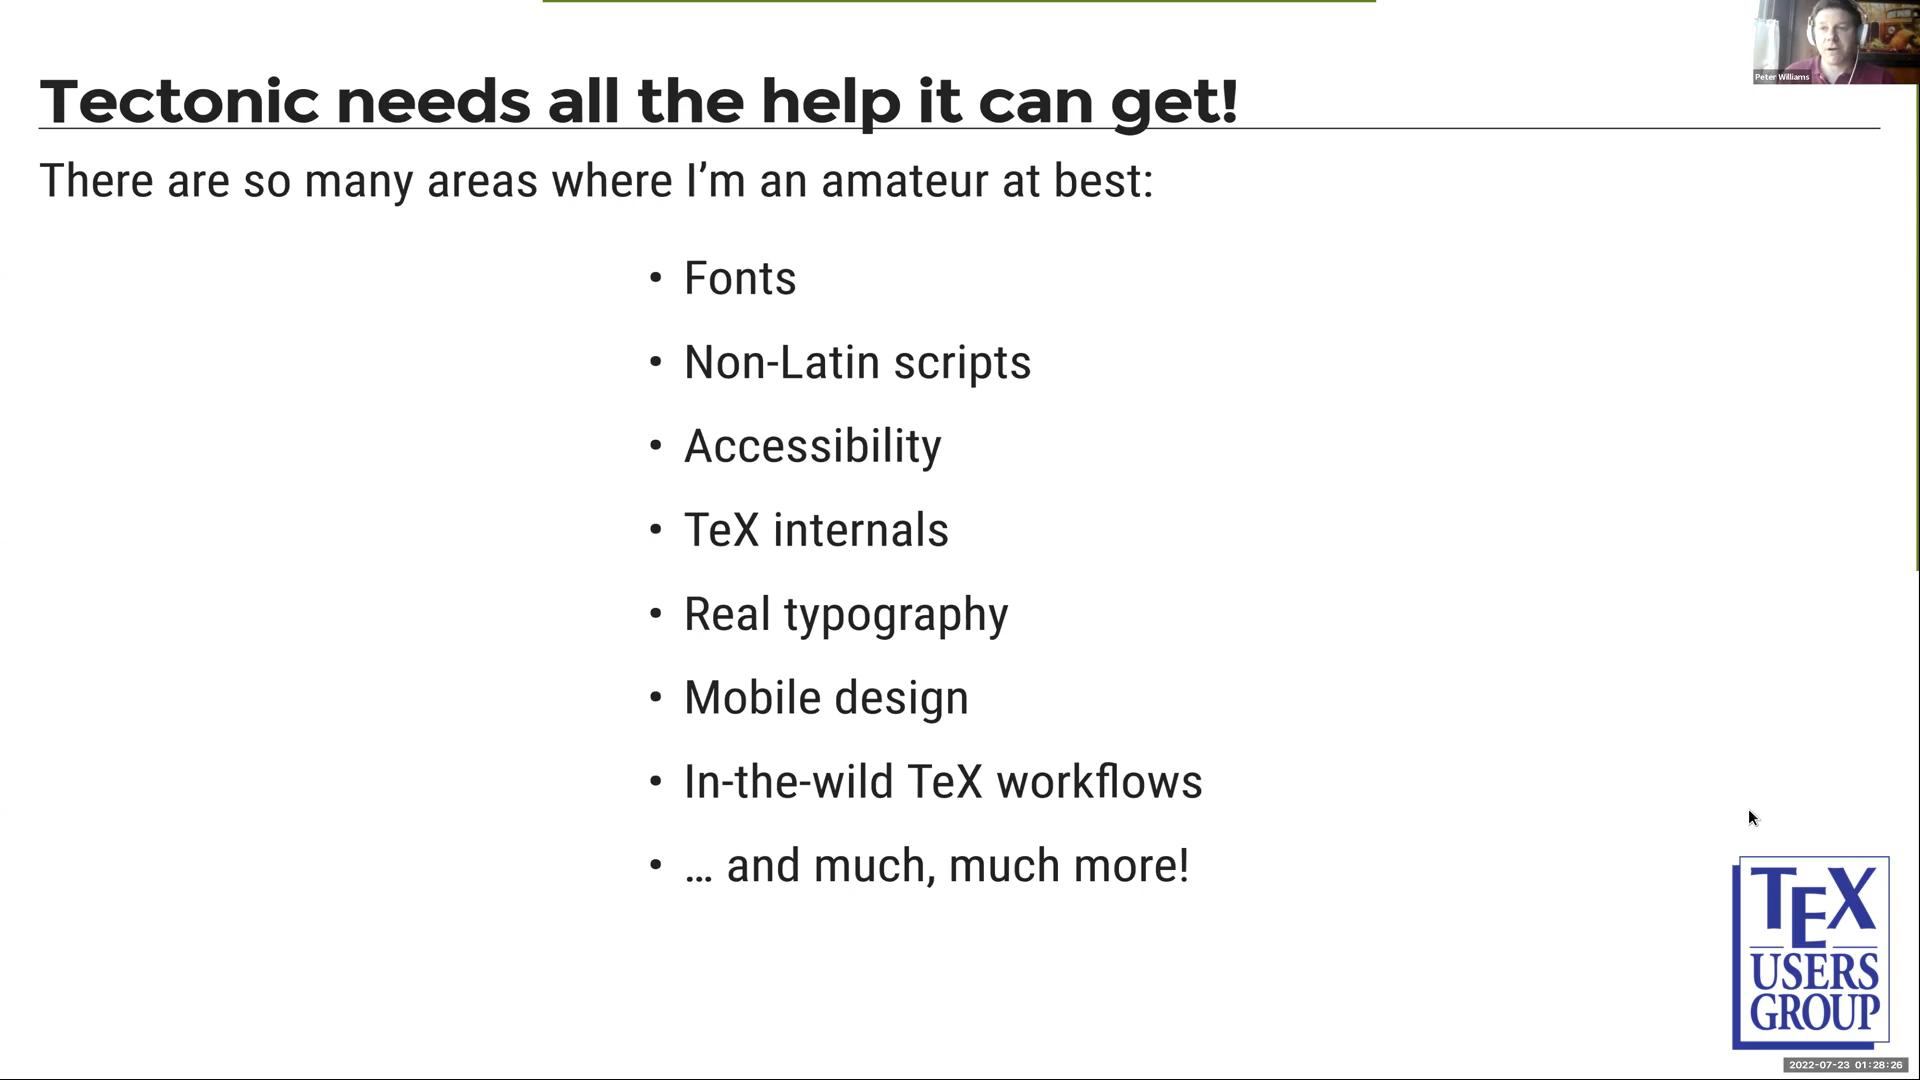 Peter Williams
Tectonic needs all the help it can get!
There are so many areas where I’m an amateur at best:
• Fonts
• Non-Latin scripts
• Accessibility
• TeX internals
• Real typography
• Mobile design
• In-the-wild TeX workflows
• … and much, much more!
TEX
USERS
GROUP
2022-07-23 01:28:26